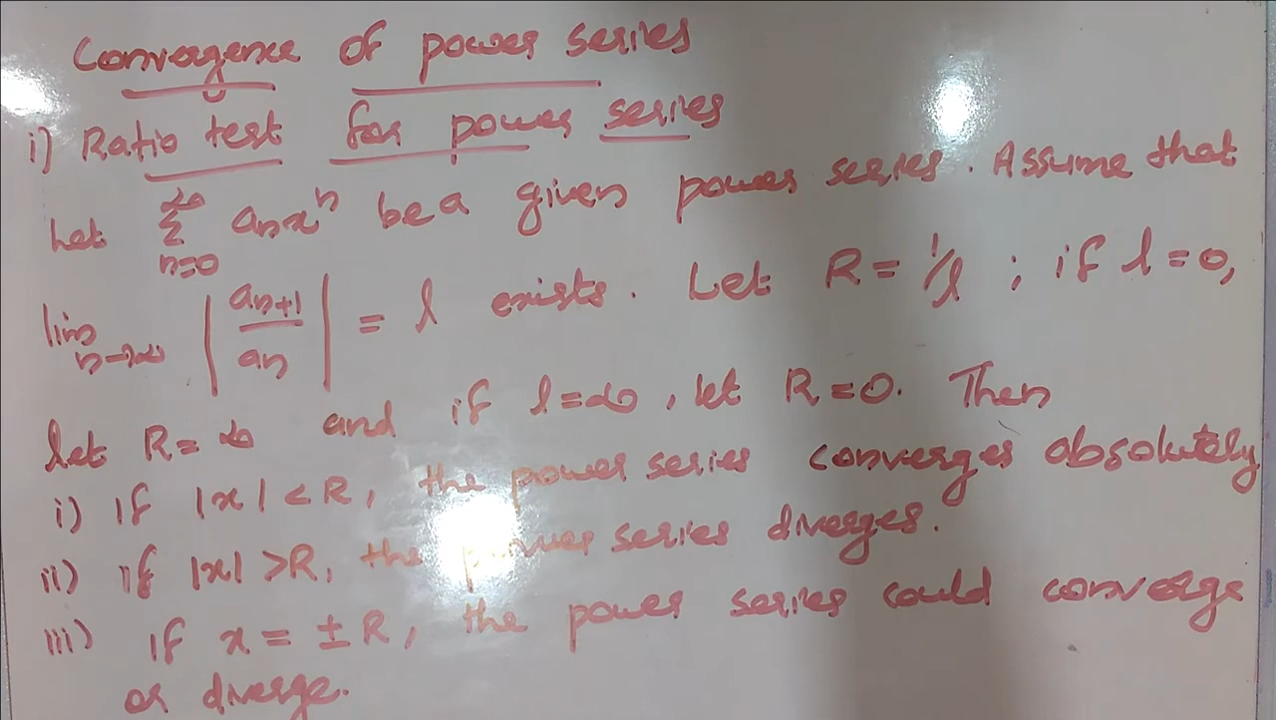 Convergence of power series
i) Ratio test for power series
Let ∑_{n=0}^{∞} aₙxⁿ be a given power series. Assume that
lim_{n→∞} |aₙ₊₁/aₙ| = l exists. Let R = 1/l ; if l=0,
let R=∞ and if l=∞, let R=0. Then
i) If |x|<R, the power series converges absolutely
ii) if |x|>R, the power series diverges.
iii) if x=±R, the power series could converge
or diverge.